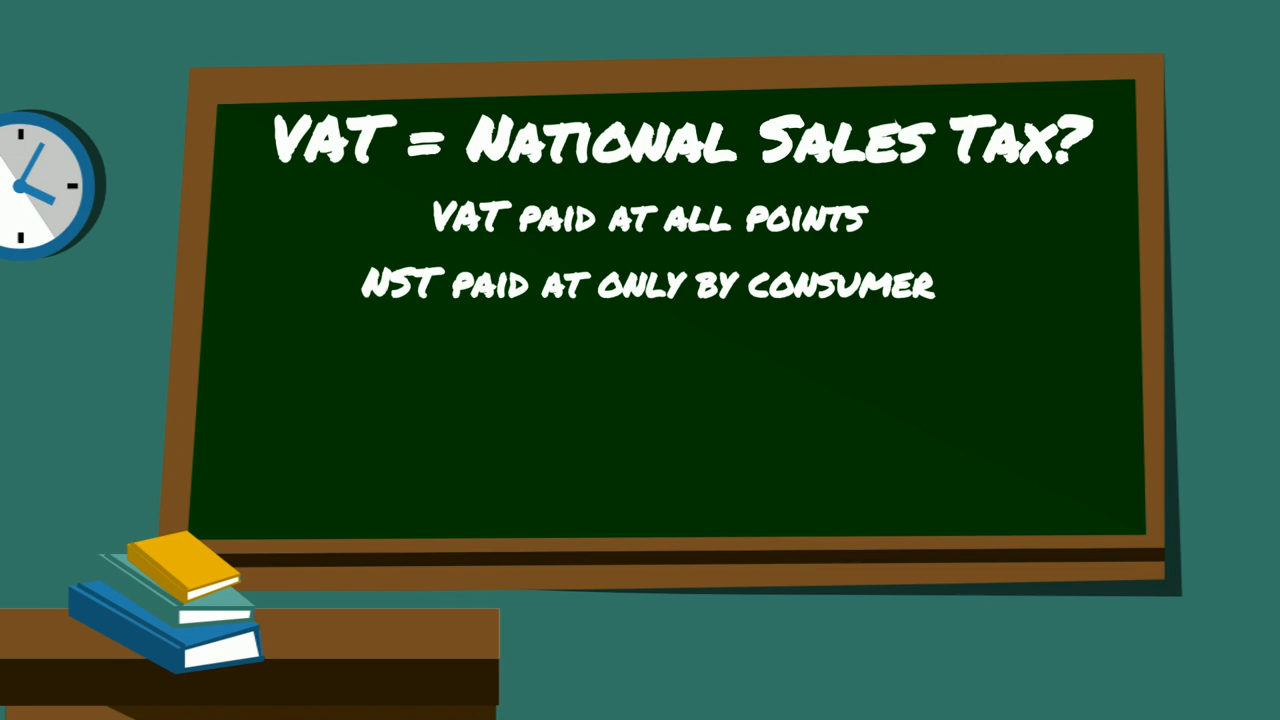 VAT = National Sales Tax?
VAT paid at all points
NST paid at only by consumer